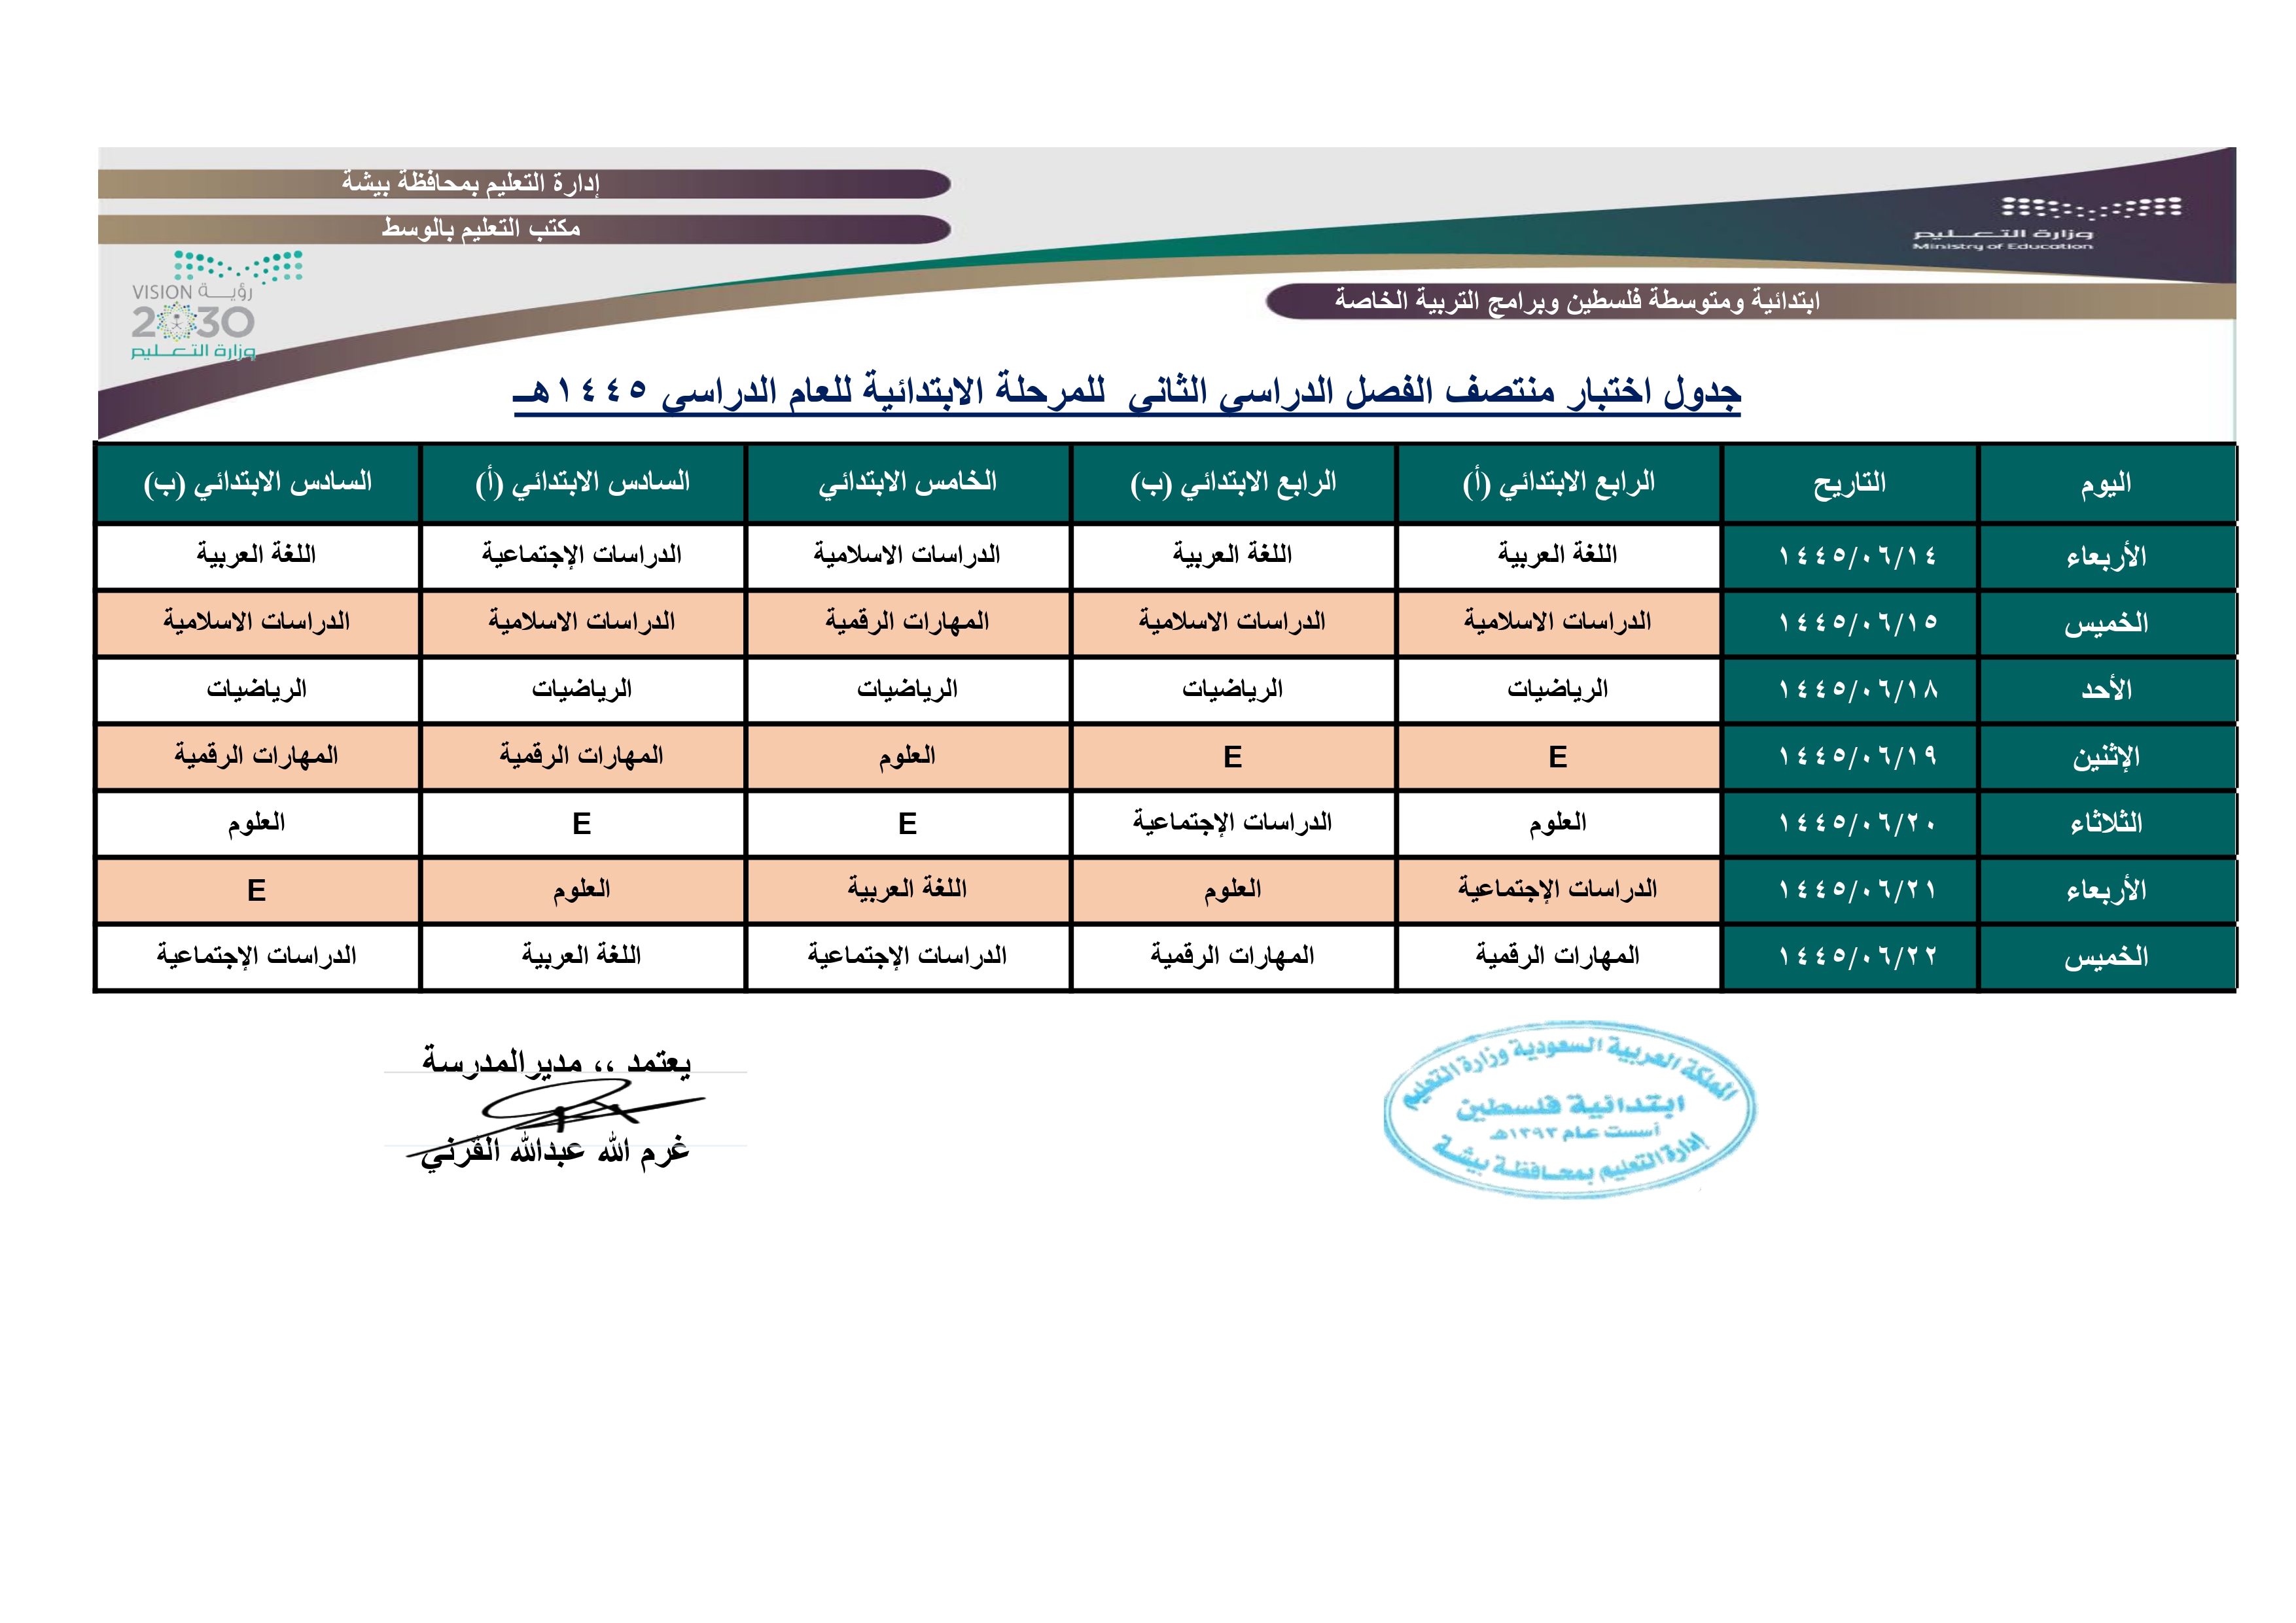 إدارة التعليم بمحافظة بيشة
مكتب التعليم بالوسط
وزارة التعليم
Ministry of Education
رؤية VISION
2030
وزارة التعليم
ابتدائية ومتوسطة فلسطين وبرامج التربية الخاصة
جدول اختبار منتصف الفصل الدراسي الثاني للمرحلة الابتدائية للعام الدراسي ١٤٤٥هـ
اليوم التاريخ الرابع الابتدائي (أ) الرابع الابتدائي (ب) الخامس الابتدائي السادس الابتدائي (أ) السادس الابتدائي (ب)
الأربعاء ١٤٤٥/٠٦/١٤ اللغة العربية اللغة العربية الدراسات الاسلامية الدراسات الإجتماعية اللغة العربية
الخميس ١٤٤٥/٠٦/١٥ الدراسات الاسلامية الدراسات الاسلامية المهارات الرقمية الدراسات الاسلامية الدراسات الاسلامية
الأحد ١٤٤٥/٠٦/١٨ الرياضيات الرياضيات الرياضيات الرياضيات الرياضيات
الإثنين ١٤٤٥/٠٦/١٩ E E العلوم المهارات الرقمية المهارات الرقمية
الثلاثاء ١٤٤٥/٠٦/٢٠ العلوم الدراسات الإجتماعية E E العلوم
الأربعاء ١٤٤٥/٠٦/٢١ الدراسات الإجتماعية العلوم اللغة العربية العلوم E
الخميس ١٤٤٥/٠٦/٢٢ المهارات الرقمية المهارات الرقمية الدراسات الإجتماعية اللغة العربية الدراسات الإجتماعية
المملكة العربية السعودية وزارة التعليم
ابتدائية فلسطين
أسست عام ١٣٩٣هـ
إدارة التعليم بمحافظة بيشة
يعتمد ،، مدير المدرسة
غرم الله عبدالله القرني